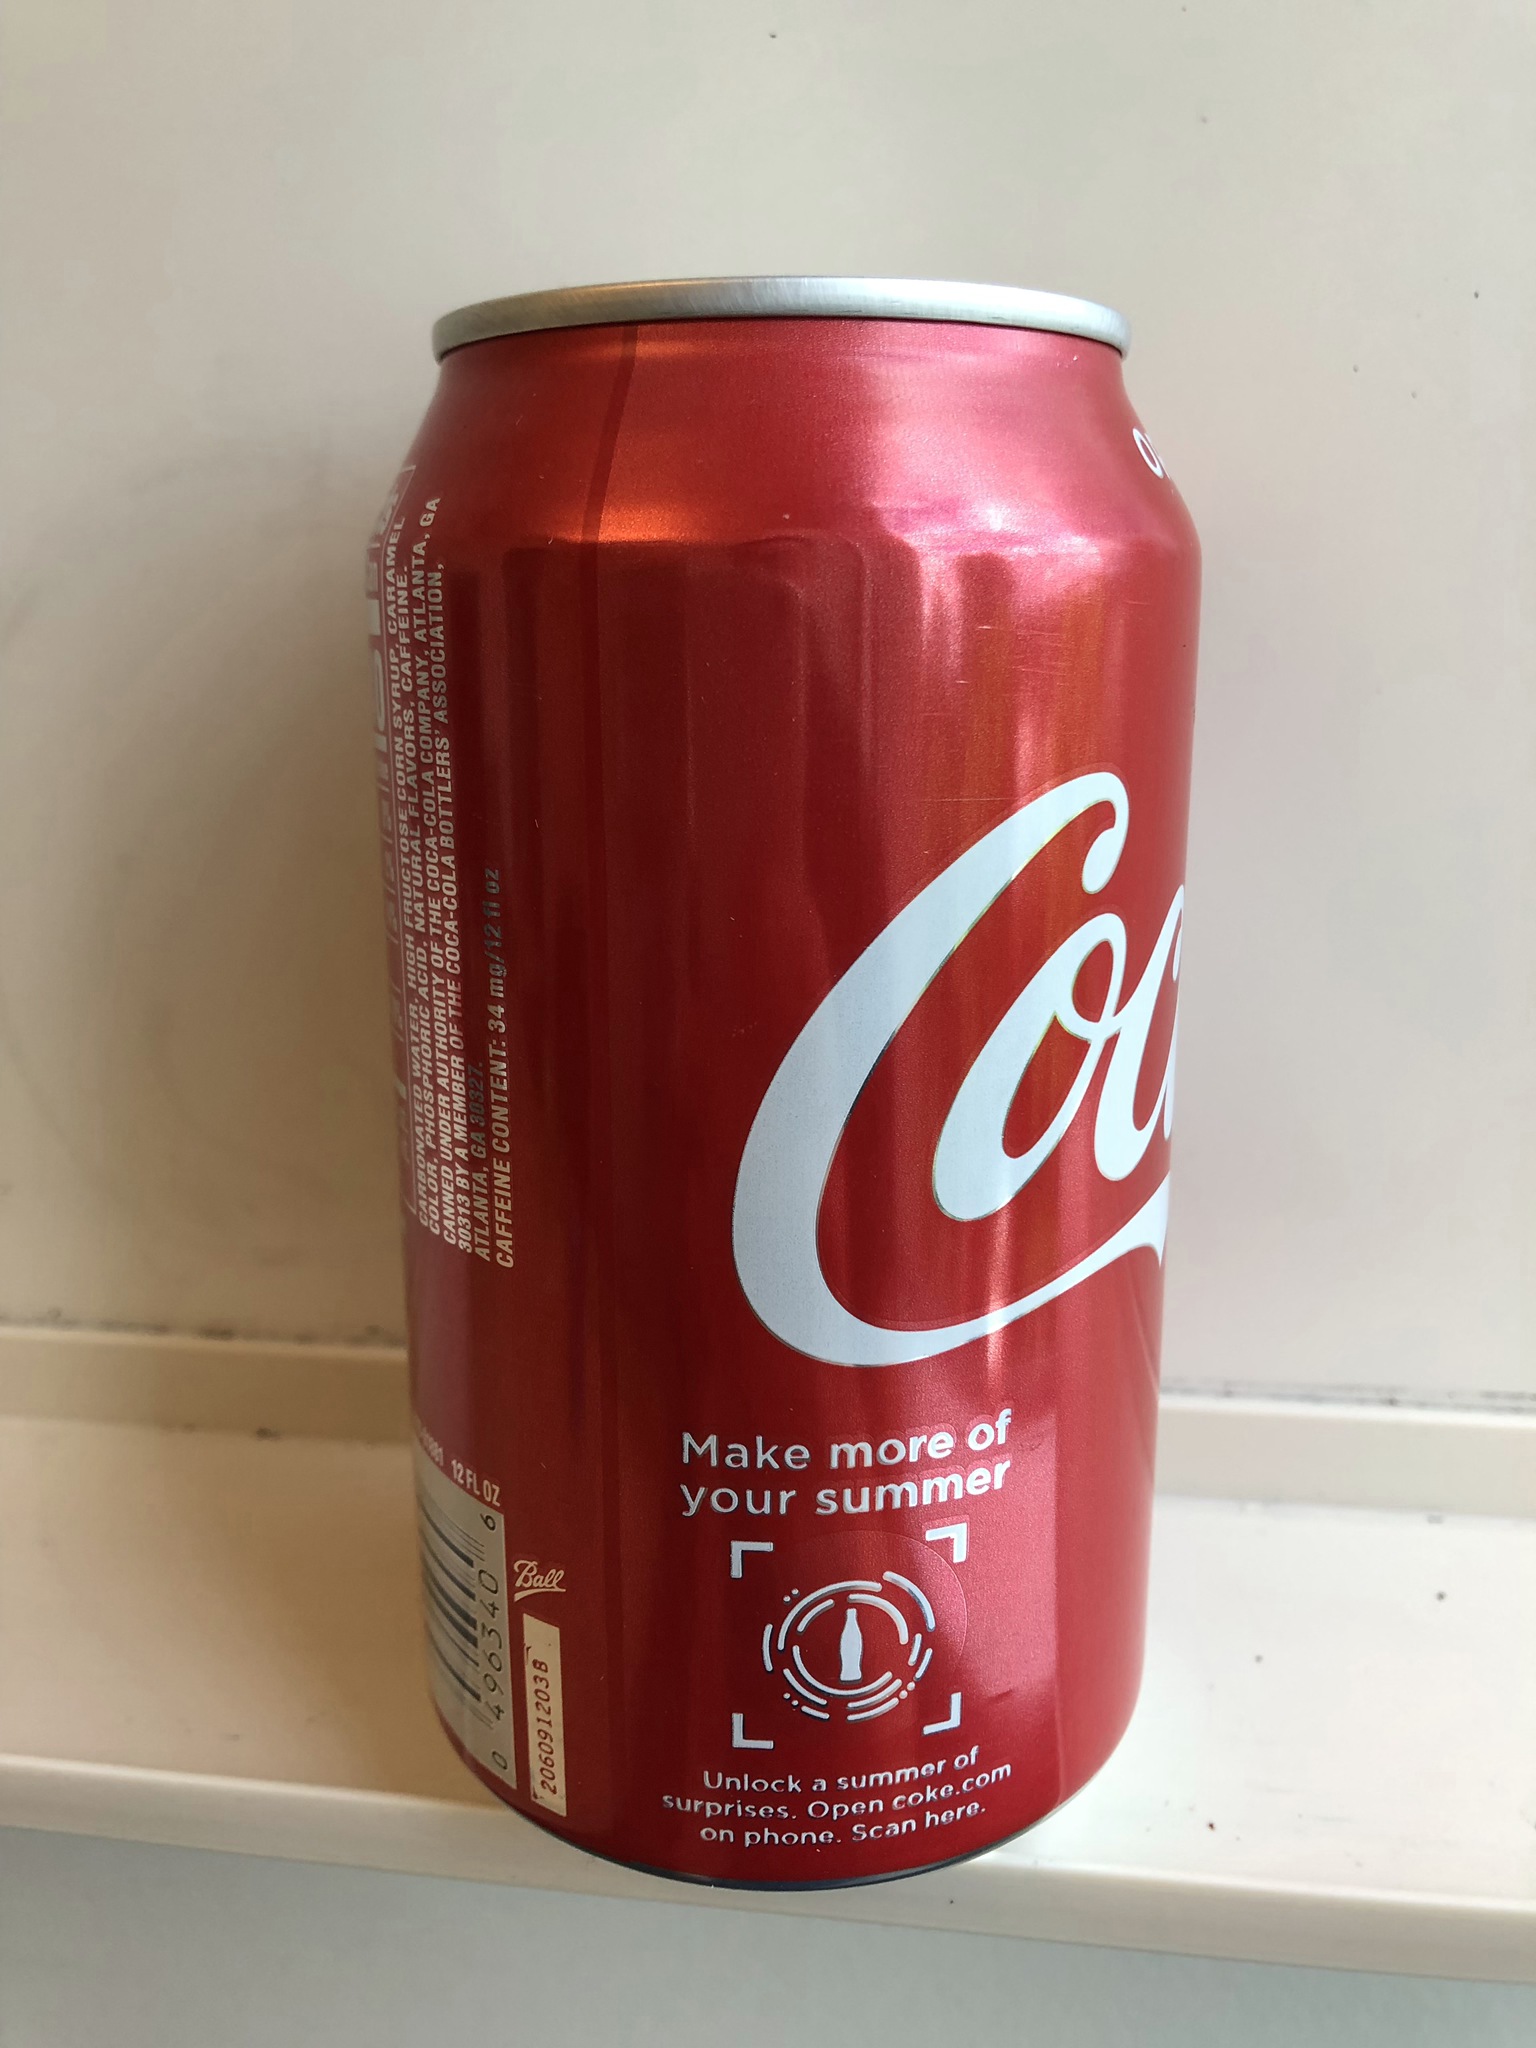 CARBONATED WATER, HIGH FRUCTOSE CORN SYRUP, CARAMEL
COLOR, PHOSPHORIC ACID, NATURAL FLAVORS, CAFFEINE.
CANNED UNDER AUTHORITY OF THE COCA-COLA COMPANY, ATLANTA, GA
30313 BY A MEMBER OF THE COCA-COLA BOTTLERS' ASSOCIATION,
ATLANTA, GA 30327.
CAFFEINE CONTENT: 34 mg/12 fl oz
Coca
Make more of
your summer
Unlock a summer of
surprises. Open coke.com
on phone. Scan here.
12 FL OZ
0 496340 6
Ball
206091203B